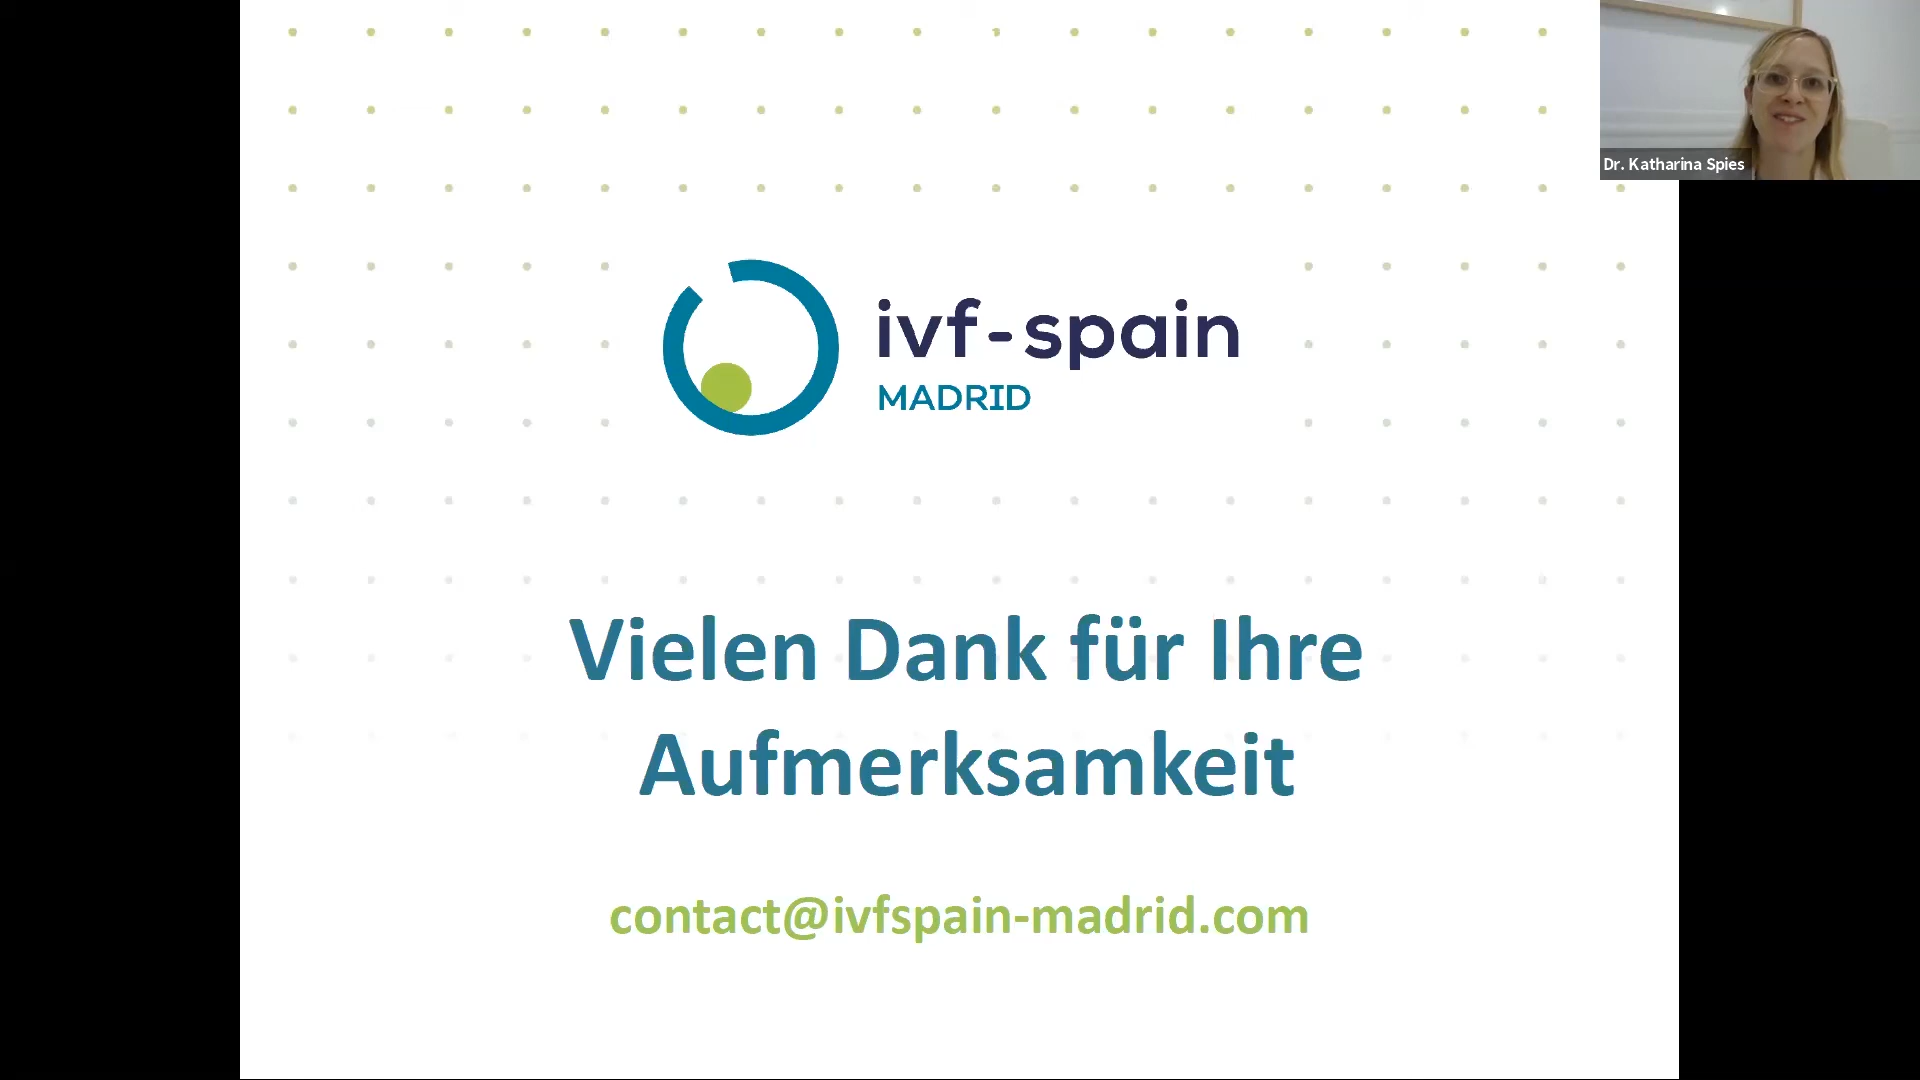 Dr. Katharina Spies
ivf-spain
MADRID
Vielen Dank für Ihre
Aufmerksamkeit
contact@ivfspain-madrid.com